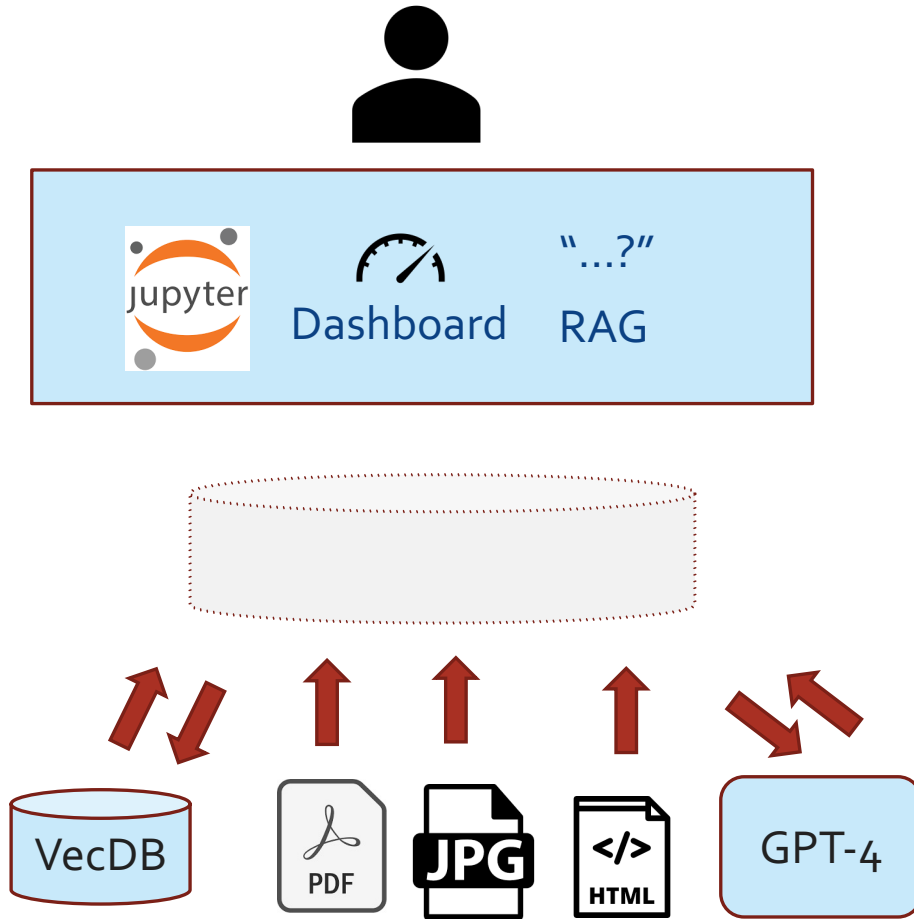 jupyter
Dashboard
“...?”
RAG
VecDB
PDF
JPG
</>
HTML
GPT-4